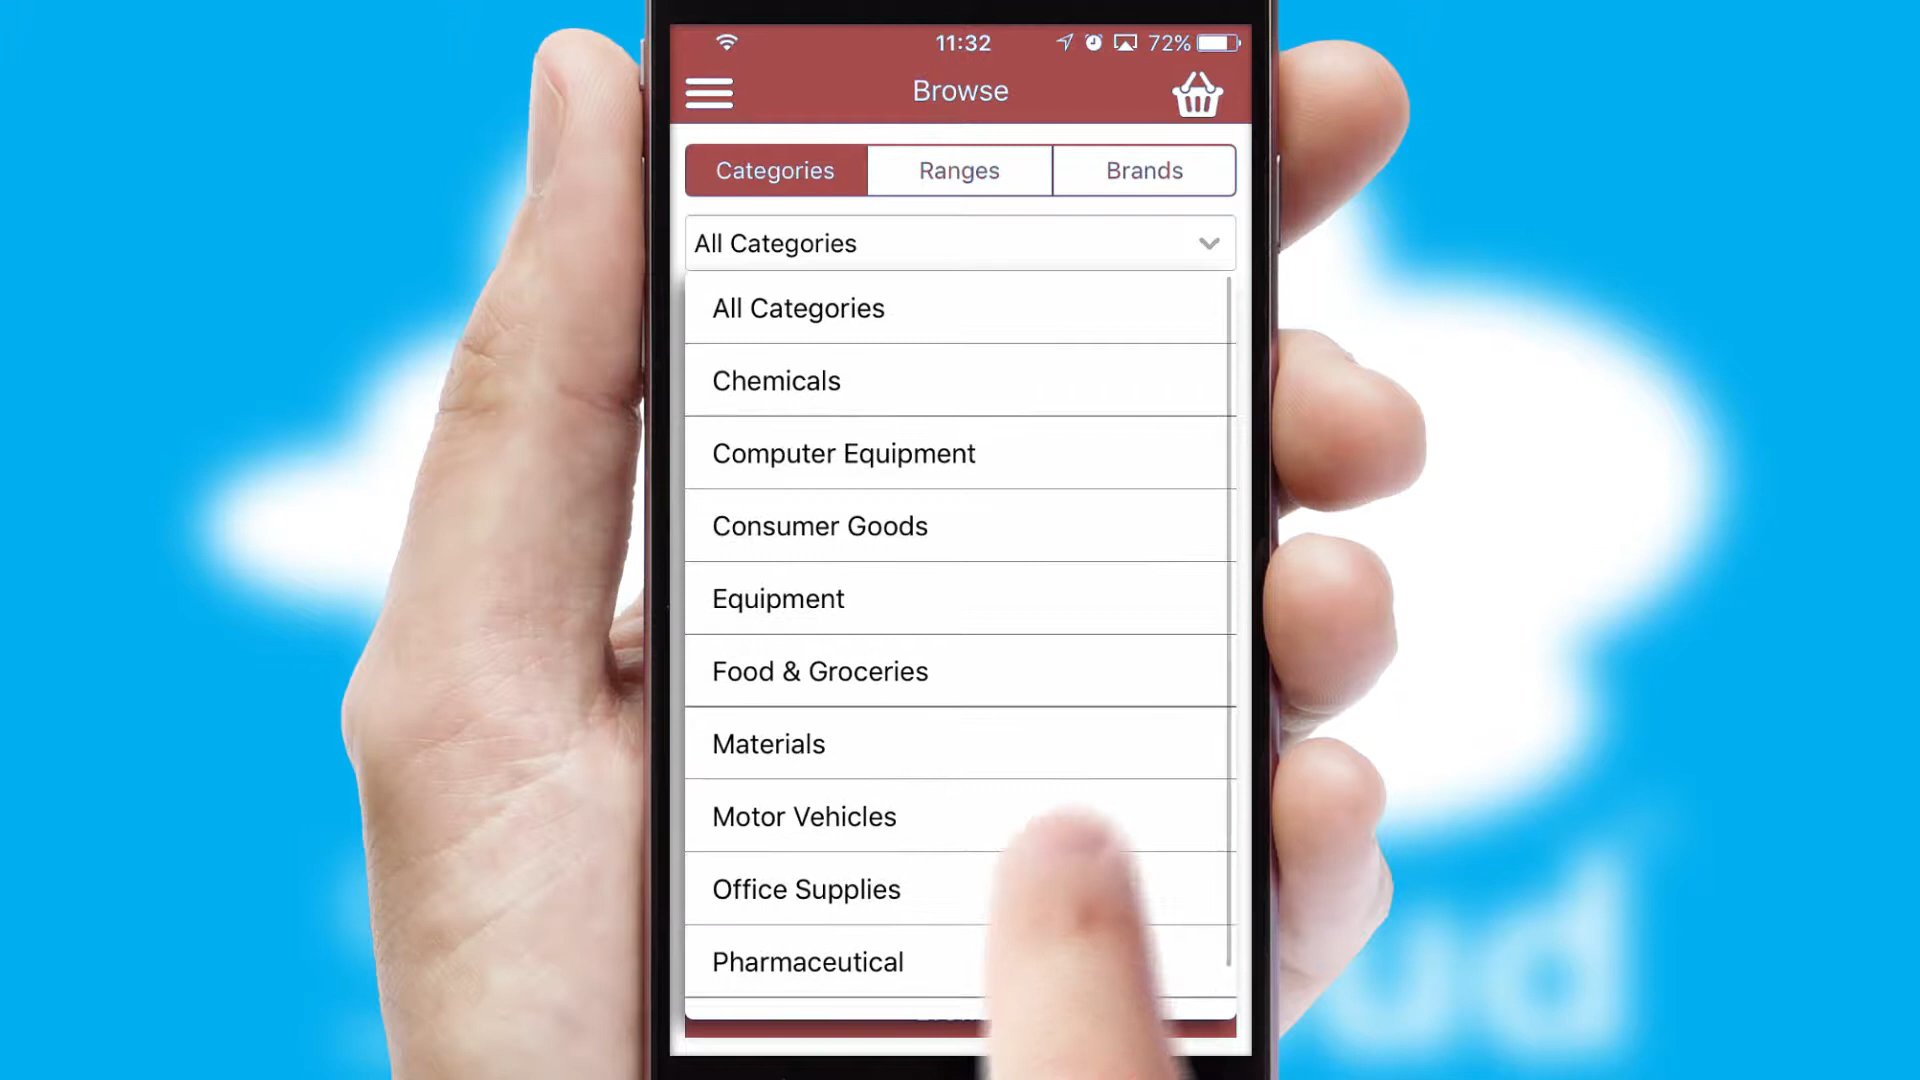 11:32
72%
Browse
Categories
Ranges
Brands
All Categories
All Categories
Chemicals
Computer Equipment
Consumer Goods
Equipment
Food & Groceries
Materials
Motor Vehicles
Office Supplies
Pharmaceutical
ud